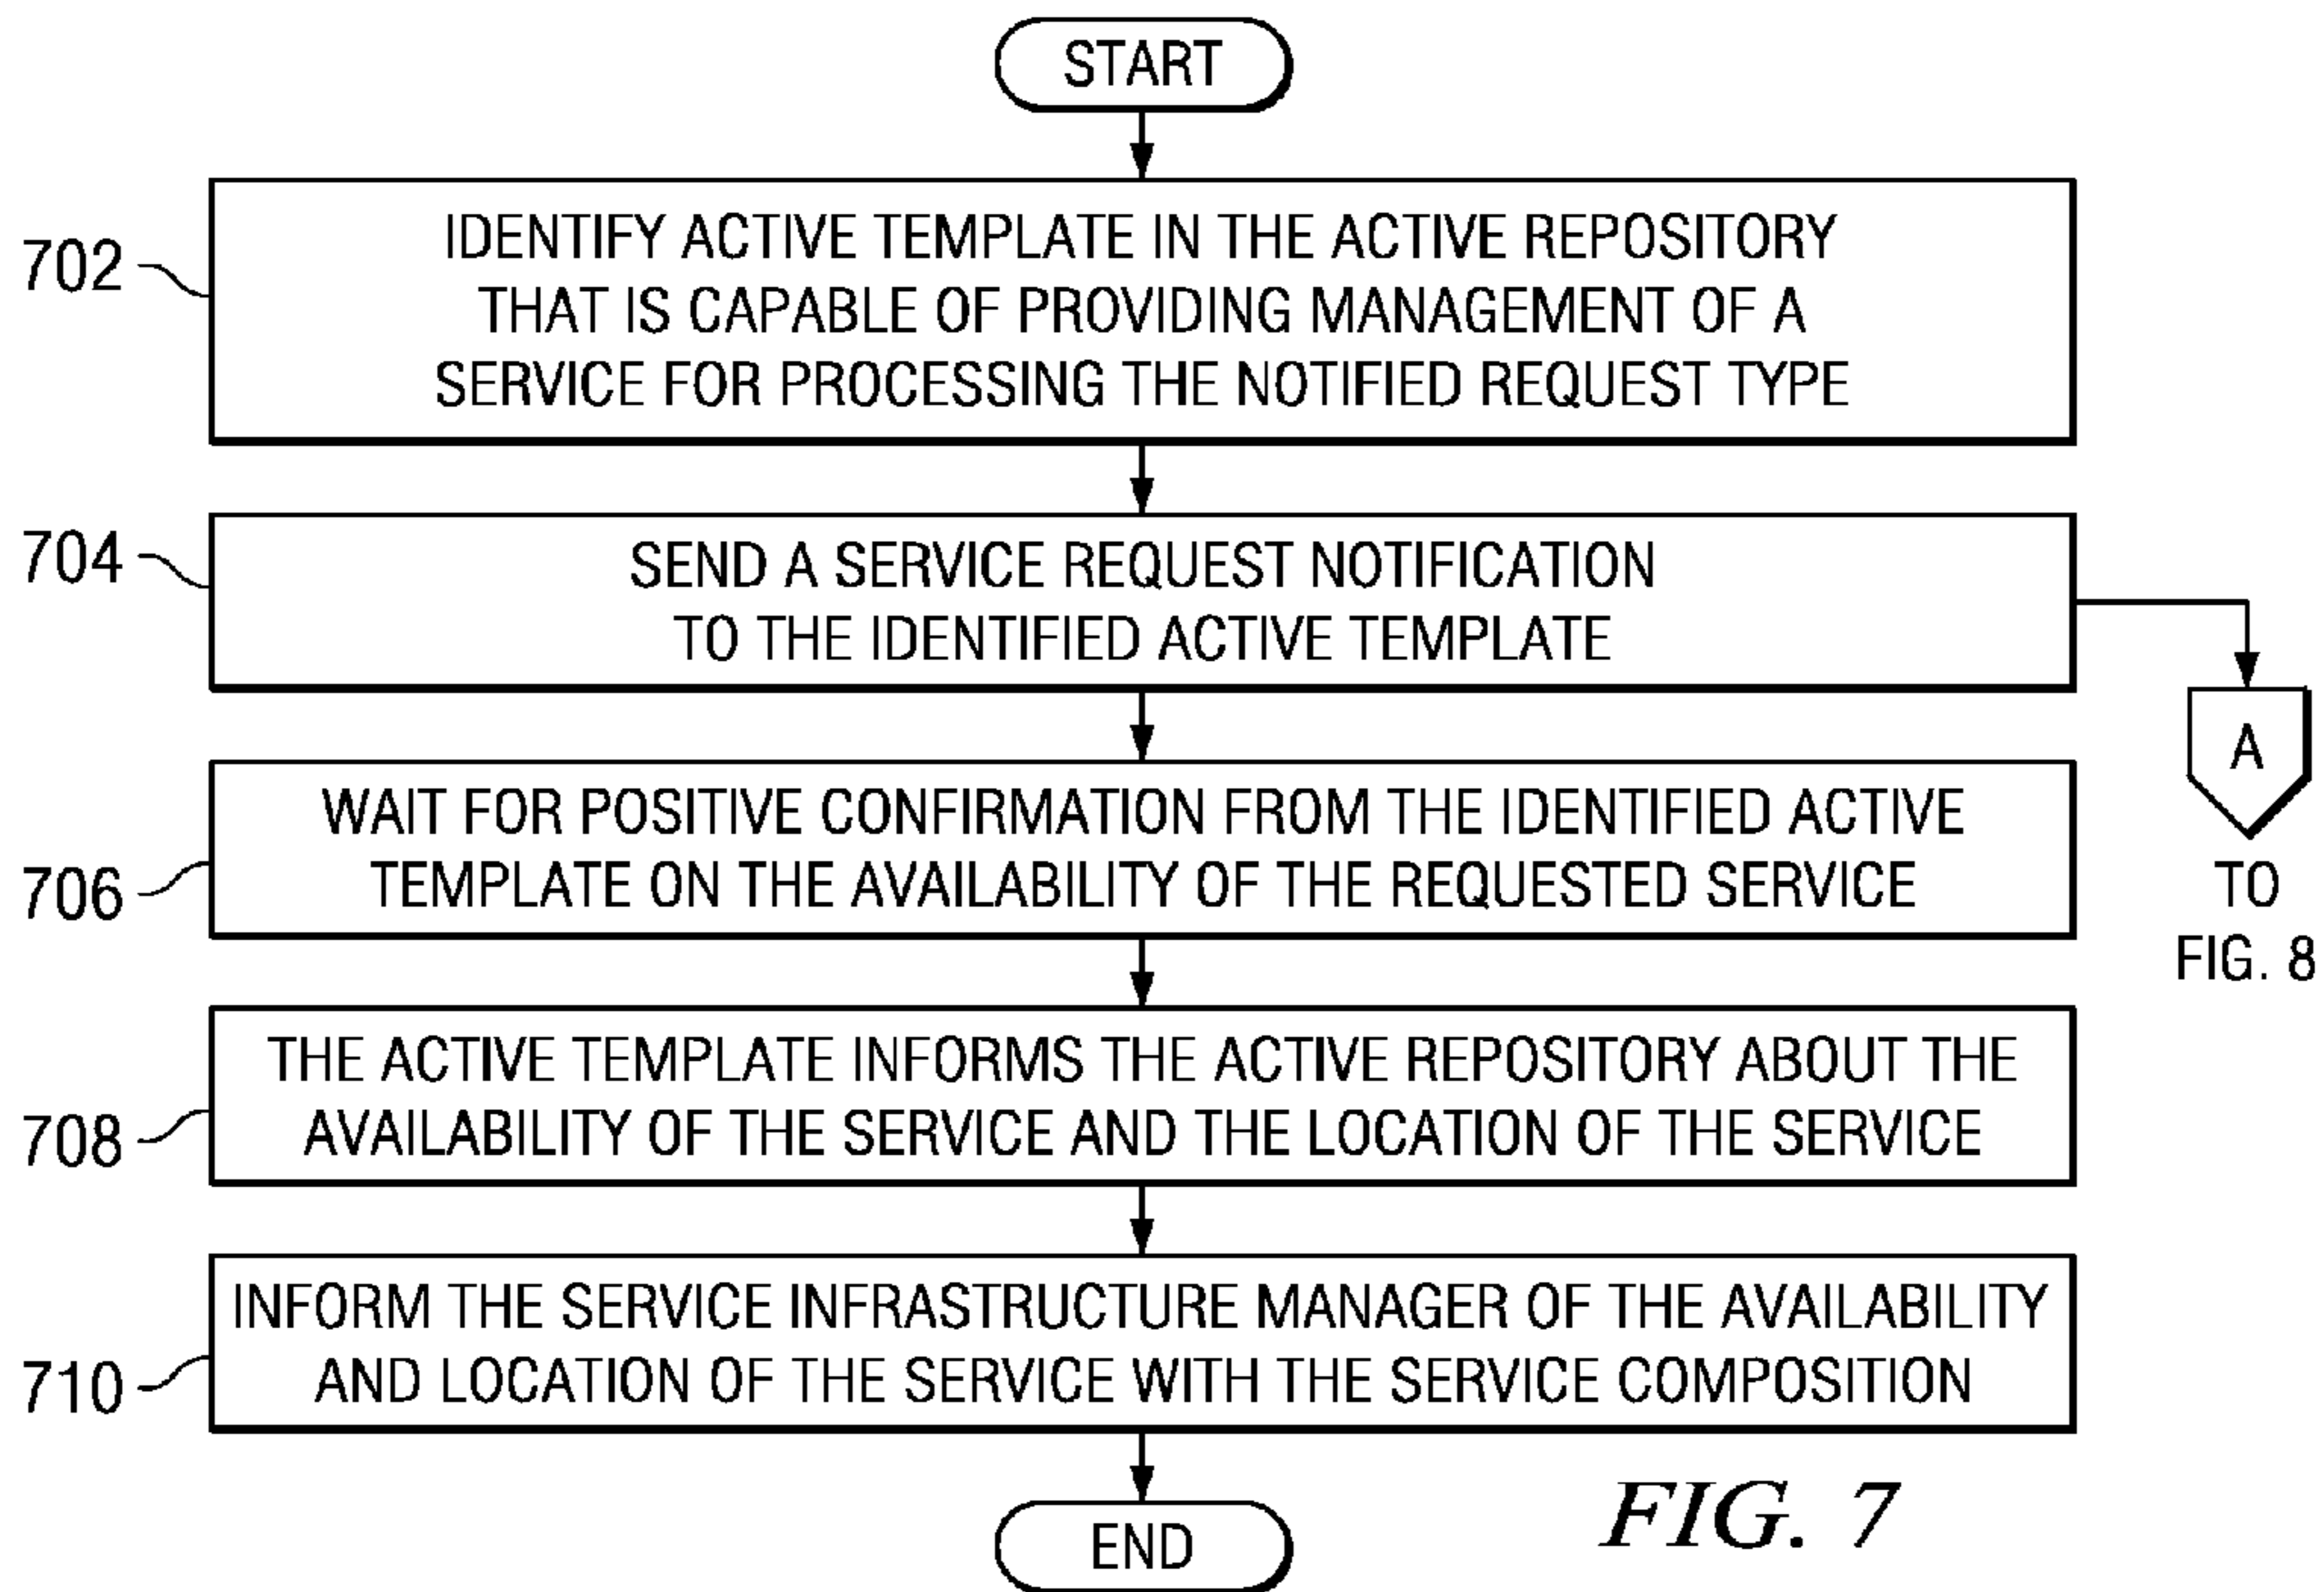 START
702
IDENTIFY ACTIVE TEMPLATE IN THE ACTIVE REPOSITORY
THAT IS CAPABLE OF PROVIDING MANAGEMENT OF A
SERVICE FOR PROCESSING THE NOTIFIED REQUEST TYPE
704
SEND A SERVICE REQUEST NOTIFICATION
TO THE IDENTIFIED ACTIVE TEMPLATE
A
TO
FIG. 8
706
WAIT FOR POSITIVE CONFIRMATION FROM THE IDENTIFIED ACTIVE
TEMPLATE ON THE AVAILABILITY OF THE REQUESTED SERVICE
708
THE ACTIVE TEMPLATE INFORMS THE ACTIVE REPOSITORY ABOUT THE
AVAILABILITY OF THE SERVICE AND THE LOCATION OF THE SERVICE
710
INFORM THE SERVICE INFRASTRUCTURE MANAGER OF THE AVAILABILITY
AND LOCATION OF THE SERVICE WITH THE SERVICE COMPOSITION
END
FIG. 7